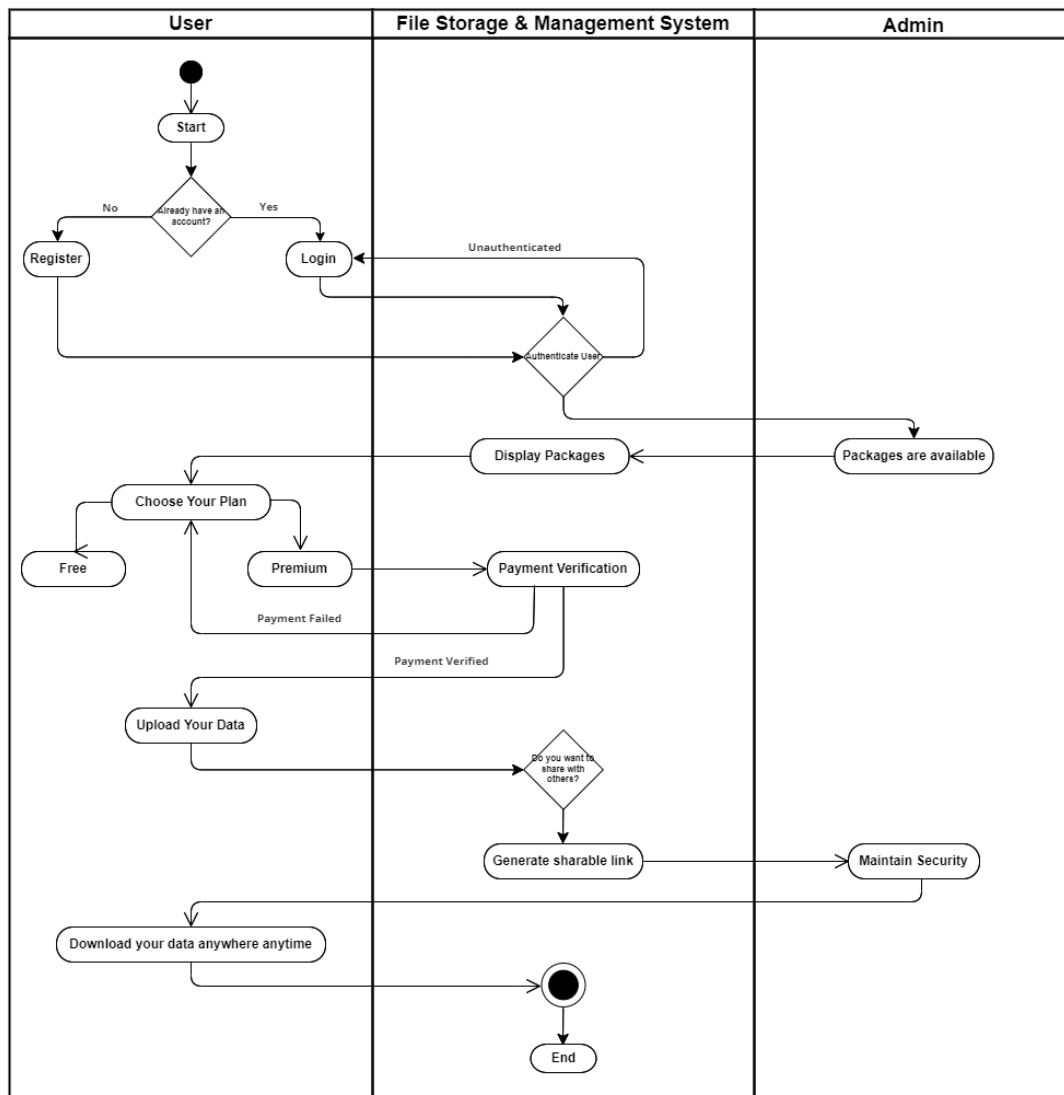 User
File Storage & Management System
Admin
Start
Already have an
account?
No
Yes
Register
Login
Unauthenticated
Authenticate User
Packages are available
Display Packages
Choose Your Plan
Free
Premium
Payment Verification
Payment Failed
Payment Verified
Upload Your Data
Do you want to
share with
others?
Generate sharable link
Maintain Security
Download your data anywhere anytime
End